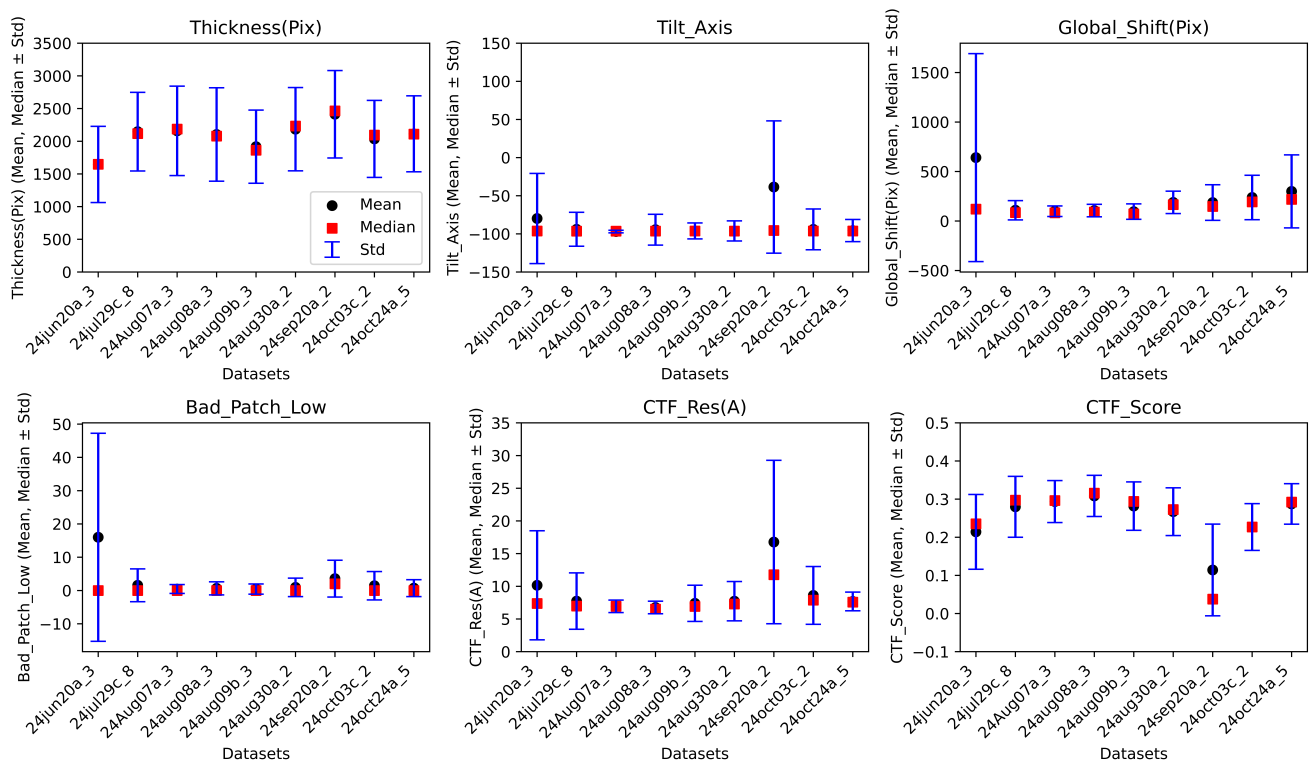 Thickness(Pix)
Thickness(Pix) (Mean, Median ± Std)
3500
3000
2500
2000
1500
1000
500
0
Mean
Median
Std
24jun20a_3
24jul29c_8
24Aug07a_3
24aug08a_3
24aug09b_3
24aug30a_2
24sep20a_2
24oct03c_2
24oct24a_5
Datasets
Tilt_Axis
Tilt_Axis (Mean, Median ± Std)
150
100
50
0
−50
−100
−150
24jun20a_3
24jul29c_8
24Aug07a_3
24aug08a_3
24aug09b_3
24aug30a_2
24sep20a_2
24oct03c_2
24oct24a_5
Datasets
Global_Shift(Pix)
Global_Shift(Pix) (Mean, Median ± Std)
1500
1000
500
0
−500
24jun20a_3
24jul29c_8
24Aug07a_3
24aug08a_3
24aug09b_3
24aug30a_2
24sep20a_2
24oct03c_2
24oct24a_5
Datasets
Bad_Patch_Low
Bad_Patch_Low (Mean, Median ± Std)
50
40
30
20
10
0
−10
24jun20a_3
24jul29c_8
24Aug07a_3
24aug08a_3
24aug09b_3
24aug30a_2
24sep20a_2
24oct03c_2
24oct24a_5
Datasets
CTF_Res(A)
CTF_Res(A) (Mean, Median ± Std)
35
30
25
20
15
10
5
0
24jun20a_3
24jul29c_8
24Aug07a_3
24aug08a_3
24aug09b_3
24aug30a_2
24sep20a_2
24oct03c_2
24oct24a_5
Datasets
CTF_Score
CTF_Score (Mean, Median ± Std)
0.5
0.4
0.3
0.2
0.1
0.0
−0.1
24jun20a_3
24jul29c_8
24Aug07a_3
24aug08a_3
24aug09b_3
24aug30a_2
24sep20a_2
24oct03c_2
24oct24a_5
Datasets